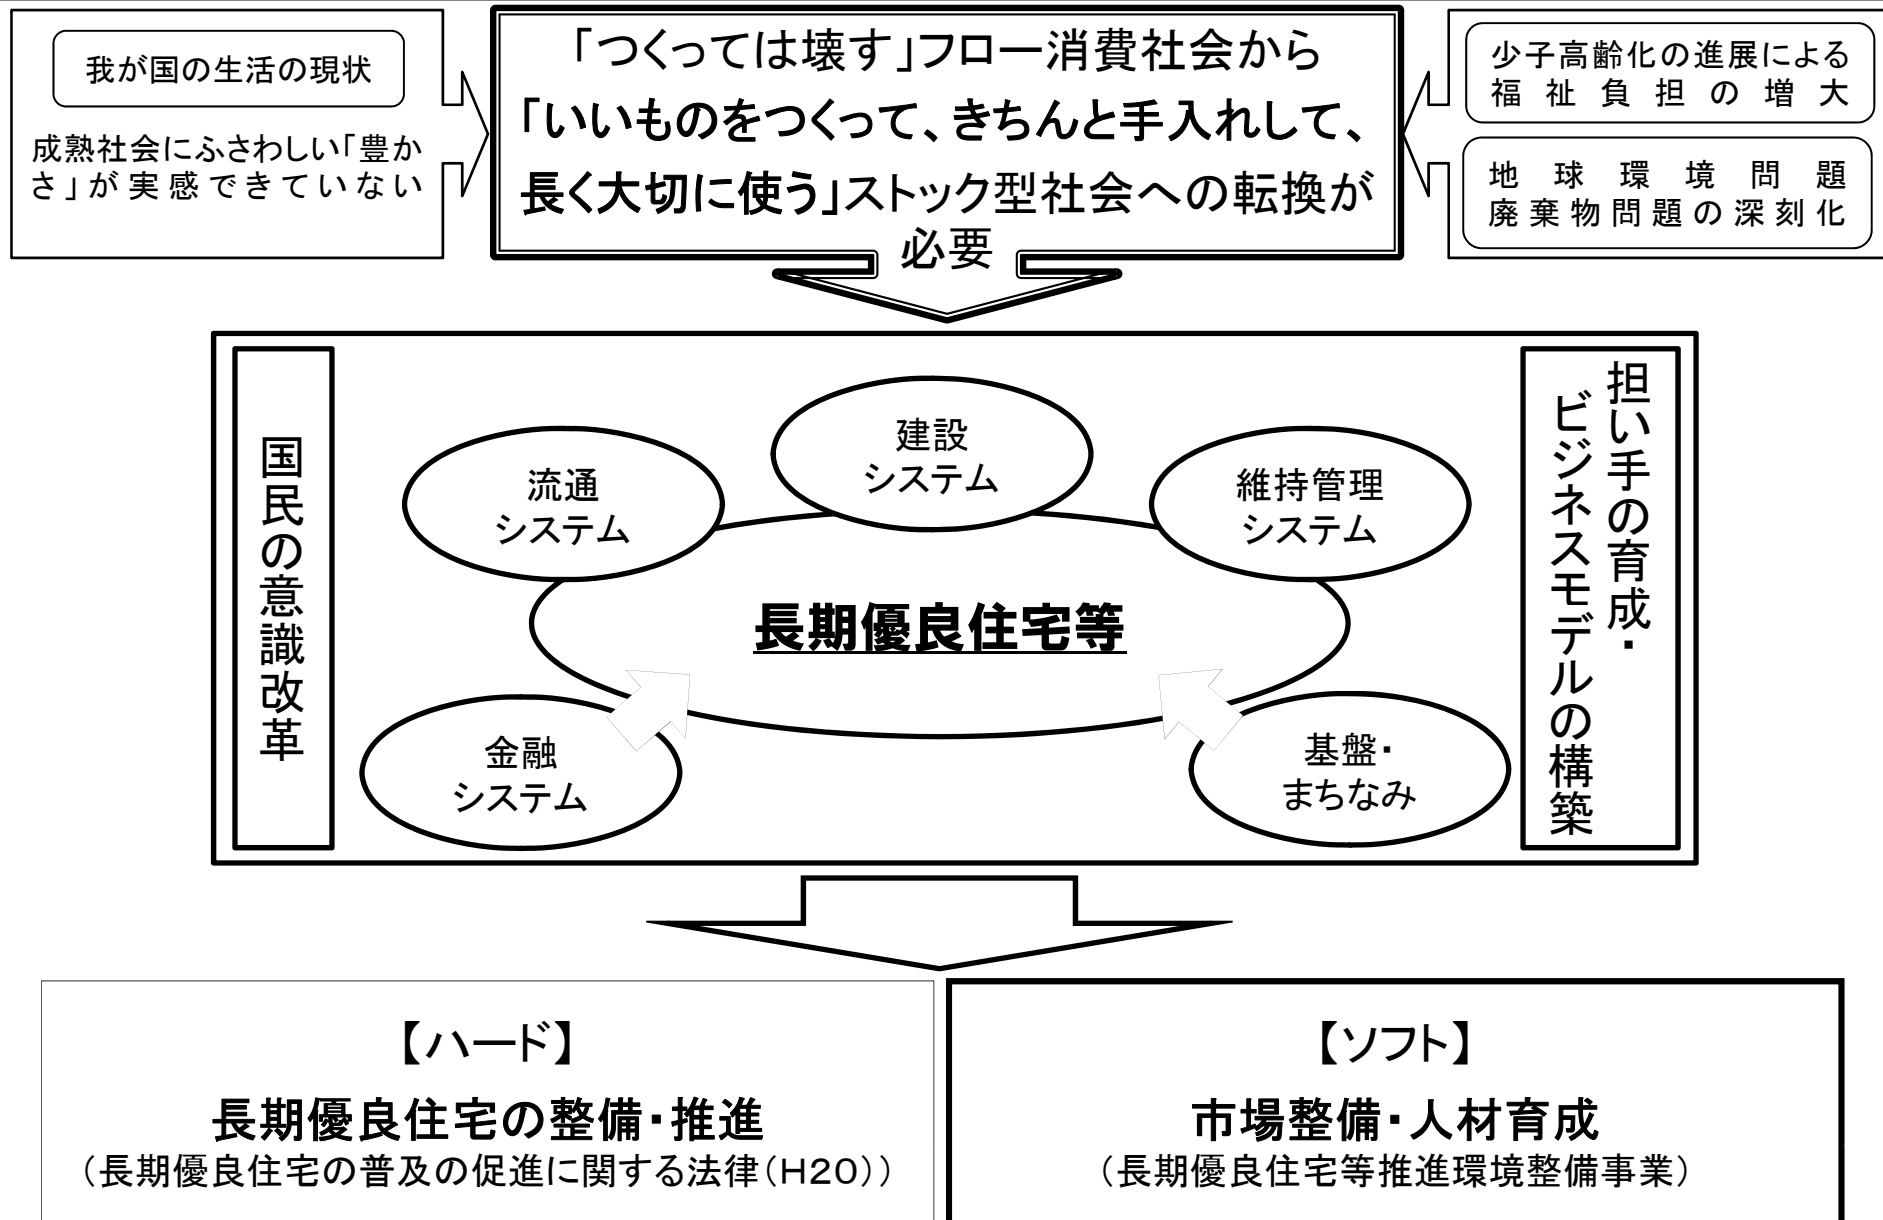 我が国の生活の現状
成熟社会にふさわしい「豊か
さ」が実感できていない
「つくっては壊す」フロー消費社会から
「いいものをつくって、きちんと手入れして、
長く大切に使う」ストック型社会への転換が
必要
少子高齢化の進展による
福祉負担の増大
地球環境問題
廃棄物問題の深刻化
国民の意識改革
流通
システム
建設
システム
維持管理
システム
長期優良住宅等
金融
システム
基盤・
まちなみ
担い手の育成・
ビジネスモデルの構築
【ハード】
長期優良住宅の整備・推進
（長期優良住宅の普及の促進に関する法律（H20））
【ソフト】
市場整備・人材育成
（長期優良住宅等推進環境整備事業）